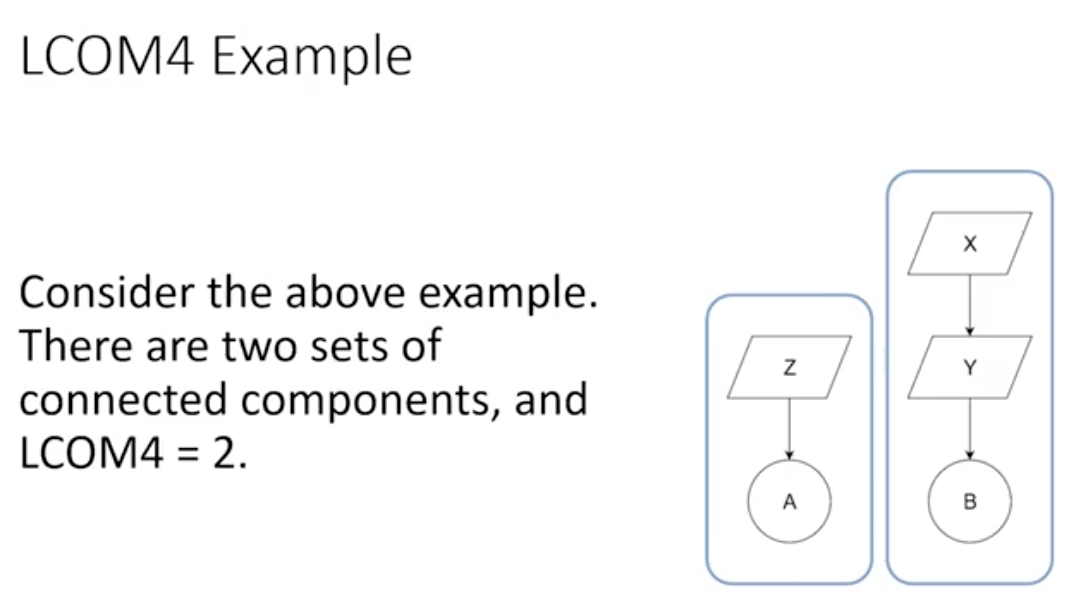 LCOM4 Example
Consider the above example.
There are two sets of
connected components, and
LCOM4 = 2.
X
Z
Y
A
B